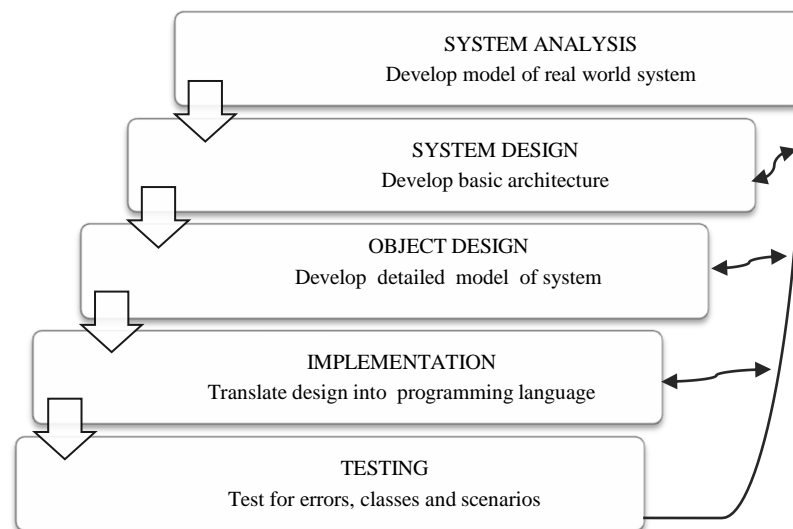 SYSTEM ANALYSIS
Develop model of real world system
SYSTEM DESIGN
Develop basic architecture
OBJECT DESIGN
Develop detailed model of system
IMPLEMENTATION
Translate design into programming language
TESTING
Test for errors, classes and scenarios